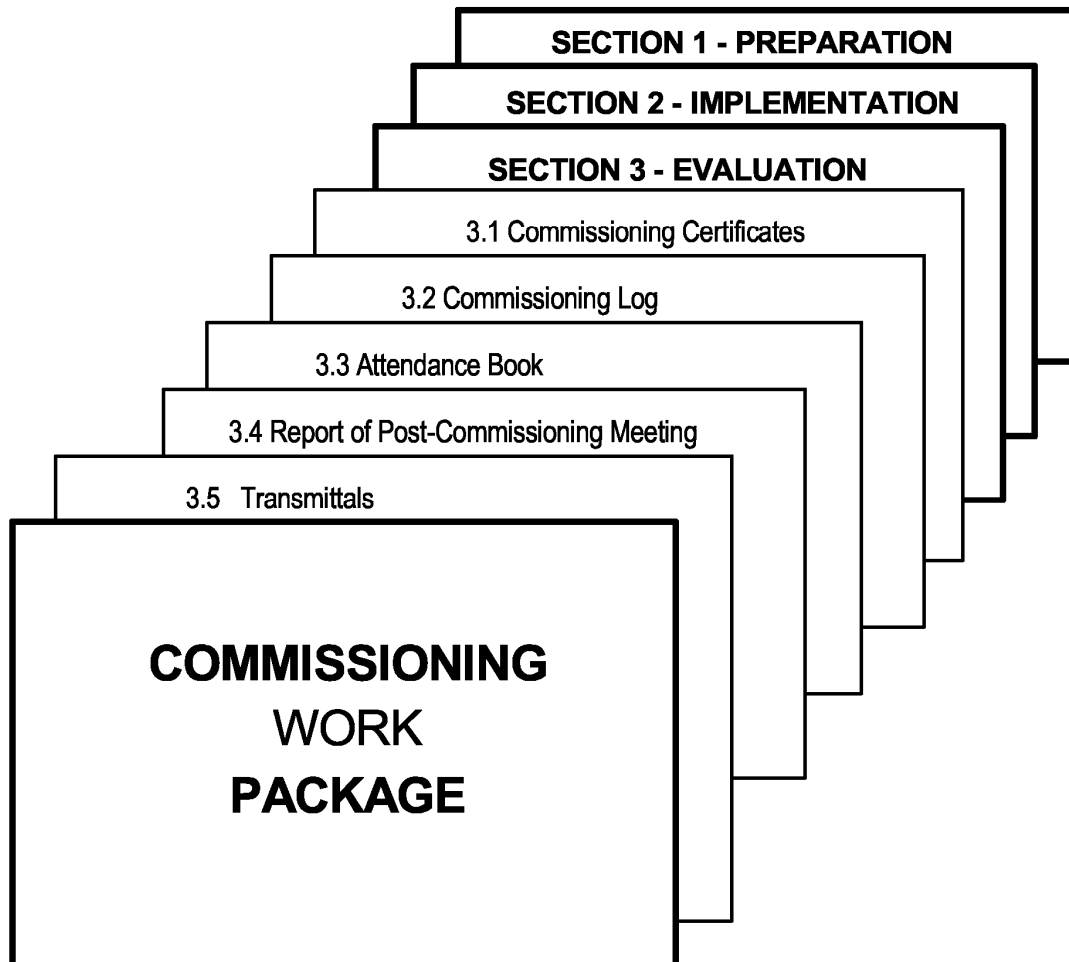 SECTION 1 - PREPARATION
SECTION 2 - IMPLEMENTATION
SECTION 3 - EVALUATION
3.1 Commissioning Certificates
3.2 Commissioning Log
3.3 Attendance Book
3.4 Report of Post-Commissioning Meeting
3.5 Transmittals
COMMISSIONING
WORK
PACKAGE